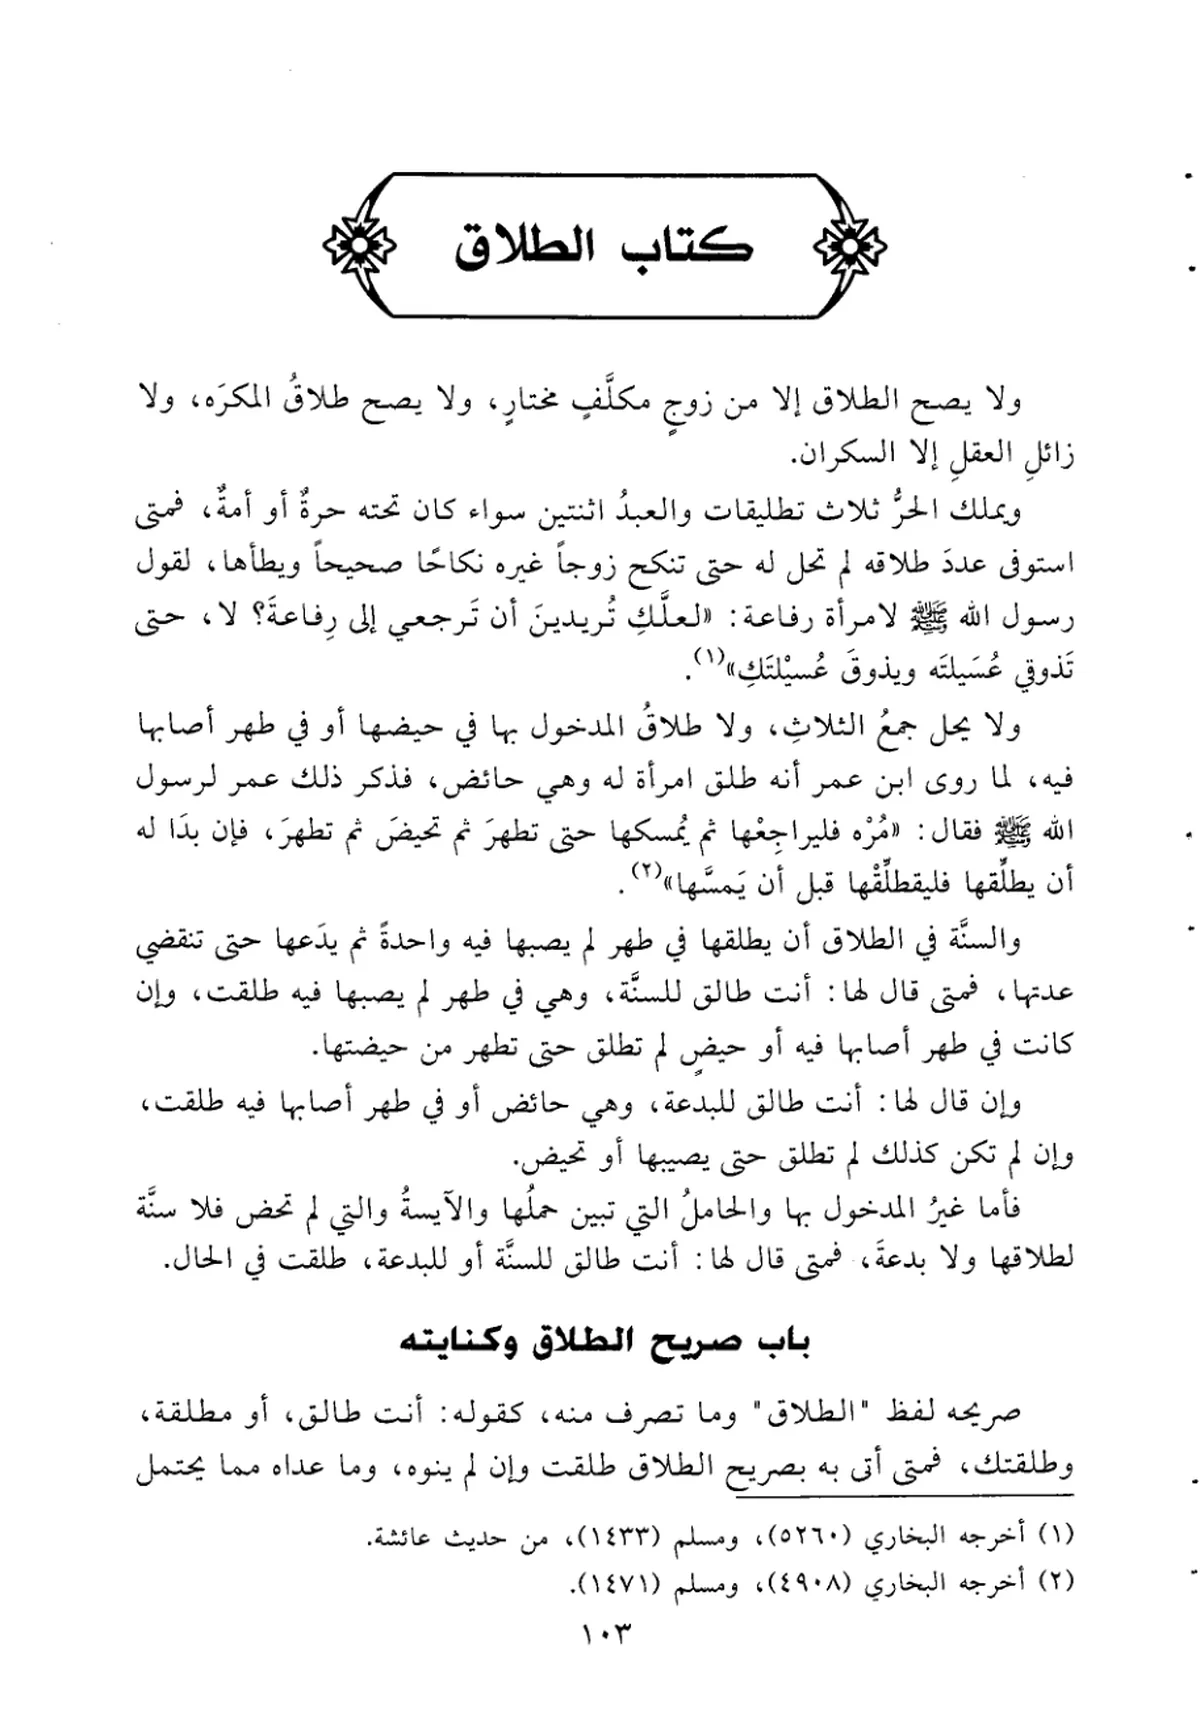 كتاب الطلاق
ولا يصح الطلاق إلا من زوجٍ مكلَّفٍ مختارٍ، ولا يصح طلاقُ المكرَه، ولا
زائلِ العقلِ إلا السكران.
ويملك الحرُّ ثلاث تطليقات والعبدُ اثنتين سواء كان تحته حرةٌ أو أمةٌ، فمتى
استوفى عددَ طلاقه لم تحل له حتى تنكح زوجاً غيره نكاحًا صحيحاً ويطأها، لقول
رسول الله ﷺ لامرأة رفاعة: «لعلَّكِ تُريدينَ أن تَرجعي إلى رِفاعةَ؟ لا، حتى
تَذوقي عُسَيلتَه ويذوقَ عُسيْلتَكِ»(١).
ولا يحل جمعُ الثلاثِ، ولا طلاقُ المدخول بها في حيضها أو في طهر أصابها
فيه، لما روى ابن عمر أنه طلق امرأة له وهي حائض، فذكر ذلك عمر لرسول
الله ﷺ فقال: «مُرْه فليراجِعْها ثم يُمسكها حتى تطهرَ ثم تحيضَ ثم تطهرَ، فإن بدَا له
أن يطلِّقها فليقطلِّقْها قبل أن يَمسَّها»(٢).
والسنَّة في الطلاق أن يطلقها في طهر لم يصبها فيه واحدةً ثم يدَعها حتى تنقضي
عدتها، فمتى قال لها: أنت طالق للسنَّة، وهي في طهر لم يصبها فيه طلقت، وإن
كانت في طهر أصابها فيه أو حيضٍ لم تطلق حتى تطهر من حيضتها.
وإن قال لها: أنت طالق للبدعة، وهي حائض أو في طهر أصابها فيه طلقت،
وإن لم تكن كذلك لم تطلق حتى يصيبها أو تحيض.
فأما غيرُ المدخول بها والحاملُ التي تبين حملُها والآيسةُ والتي لم تحض فلا سنَّة
لطلاقها ولا بدعةَ، فمتى قال لها: أنت طالق للسنَّة أو للبدعة، طلقت في الحال.
باب صريح الطلاق وكنايته
صريحه لفظ "الطلاق" وما تصرف منه، كقوله: أنت طالق، أو مطلقة،
وطلقتك، فمتى أتى به بصريح الطلاق طلقت وإن لم ينوه، وما عداه مما يحتمل
(١) أخرجه البخاري (٥٢٦٠)، ومسلم (١٤٣٣)، من حديث عائشة.
(٢) أخرجه البخاري (٤٩٠٨)، ومسلم (١٤٧١).
١٠٣